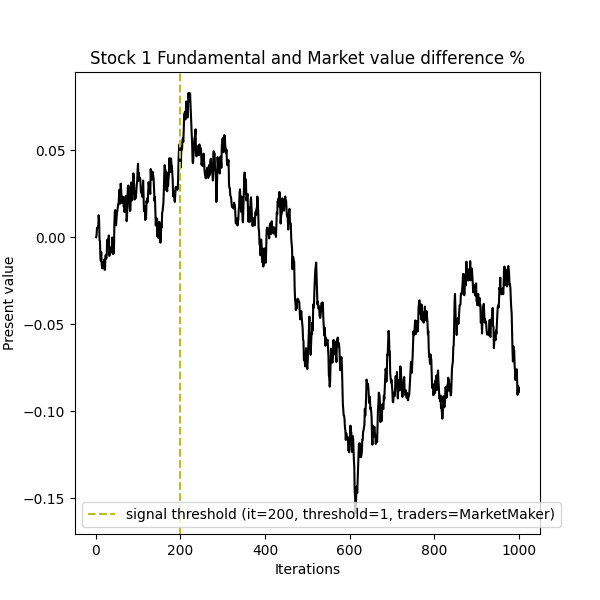 Stock 1 Fundamental and Market value difference %
Present value
0.05
0.00
−0.05
−0.10
−0.15
signal threshold (it=200, threshold=1, traders=MarketMaker)
0
200
400
600
800
1000
Iterations